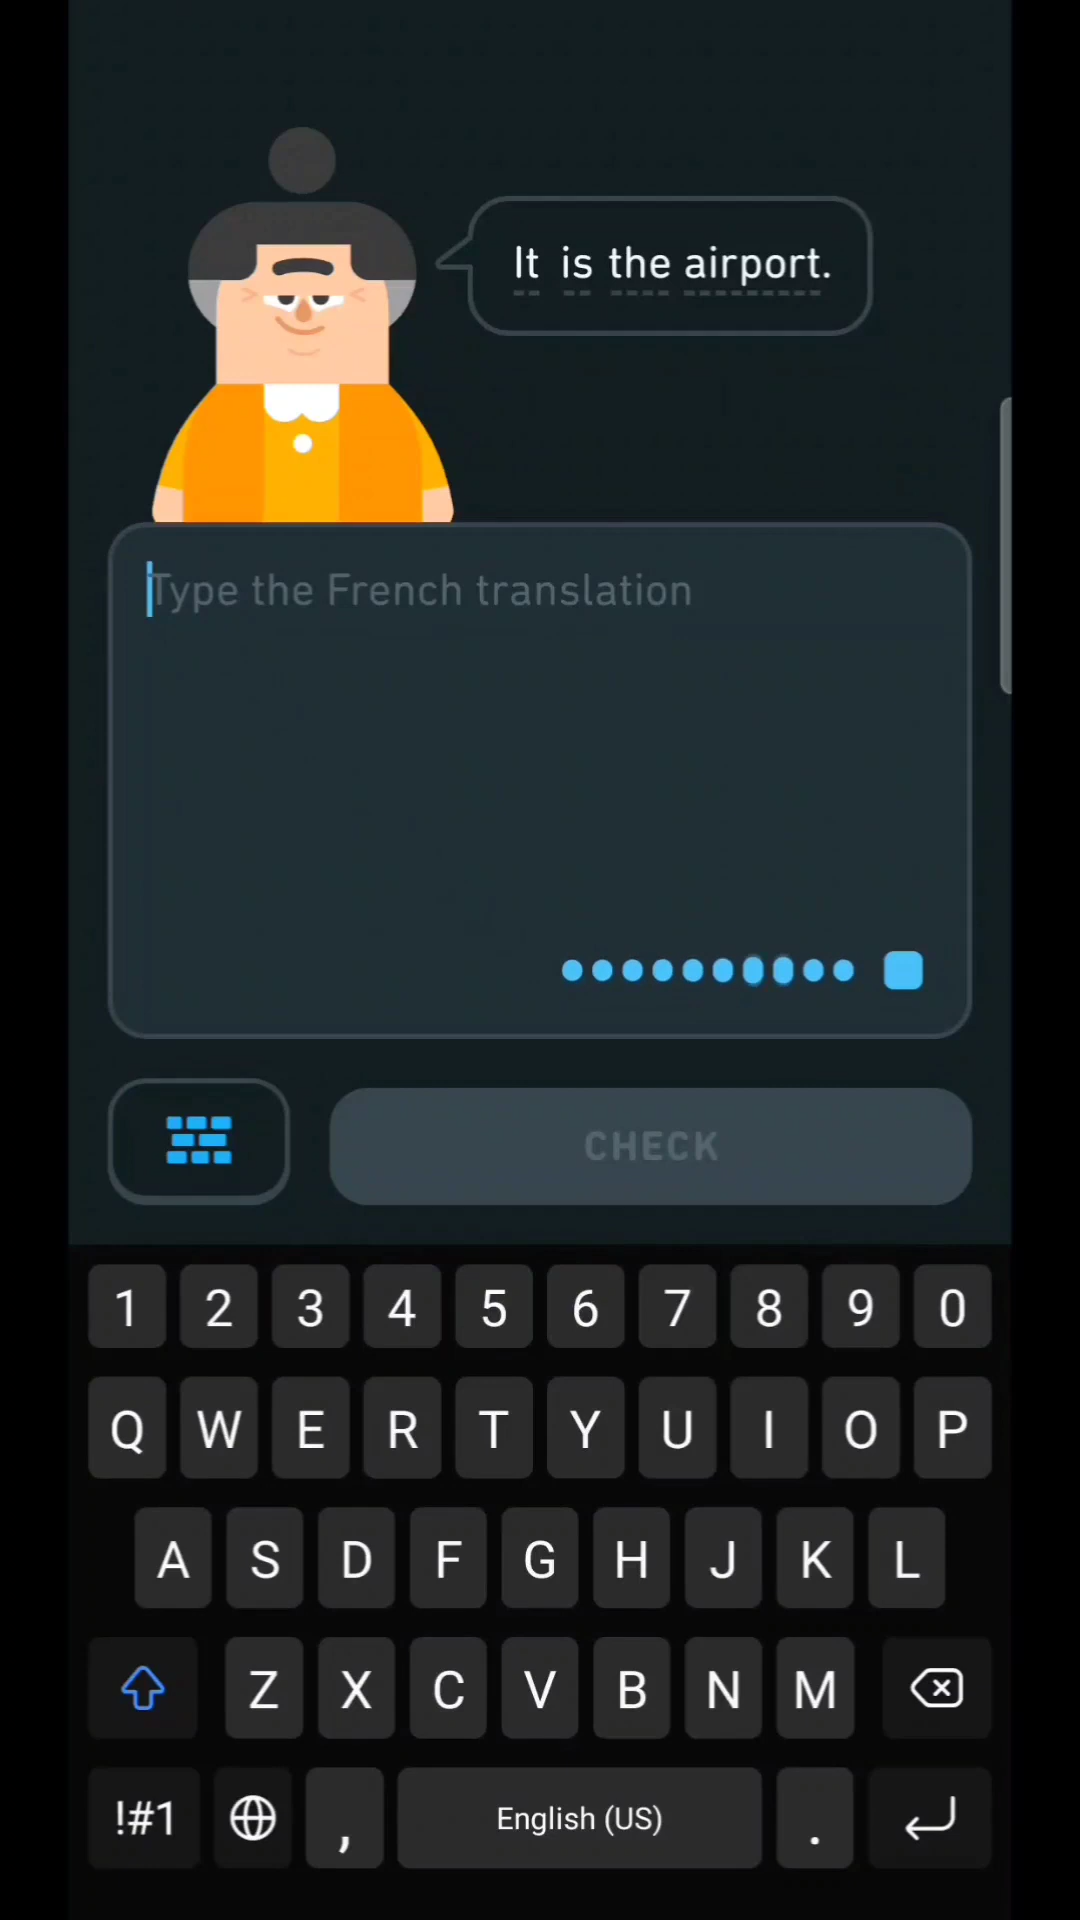 It is the airport.
Type the French translation
CHECK
1 2 3 4 5 6 7 8 9 0
Q W E R T Y U I O P
A S D F G H J K L
Z X C V B N M
!#1 , English (US) .